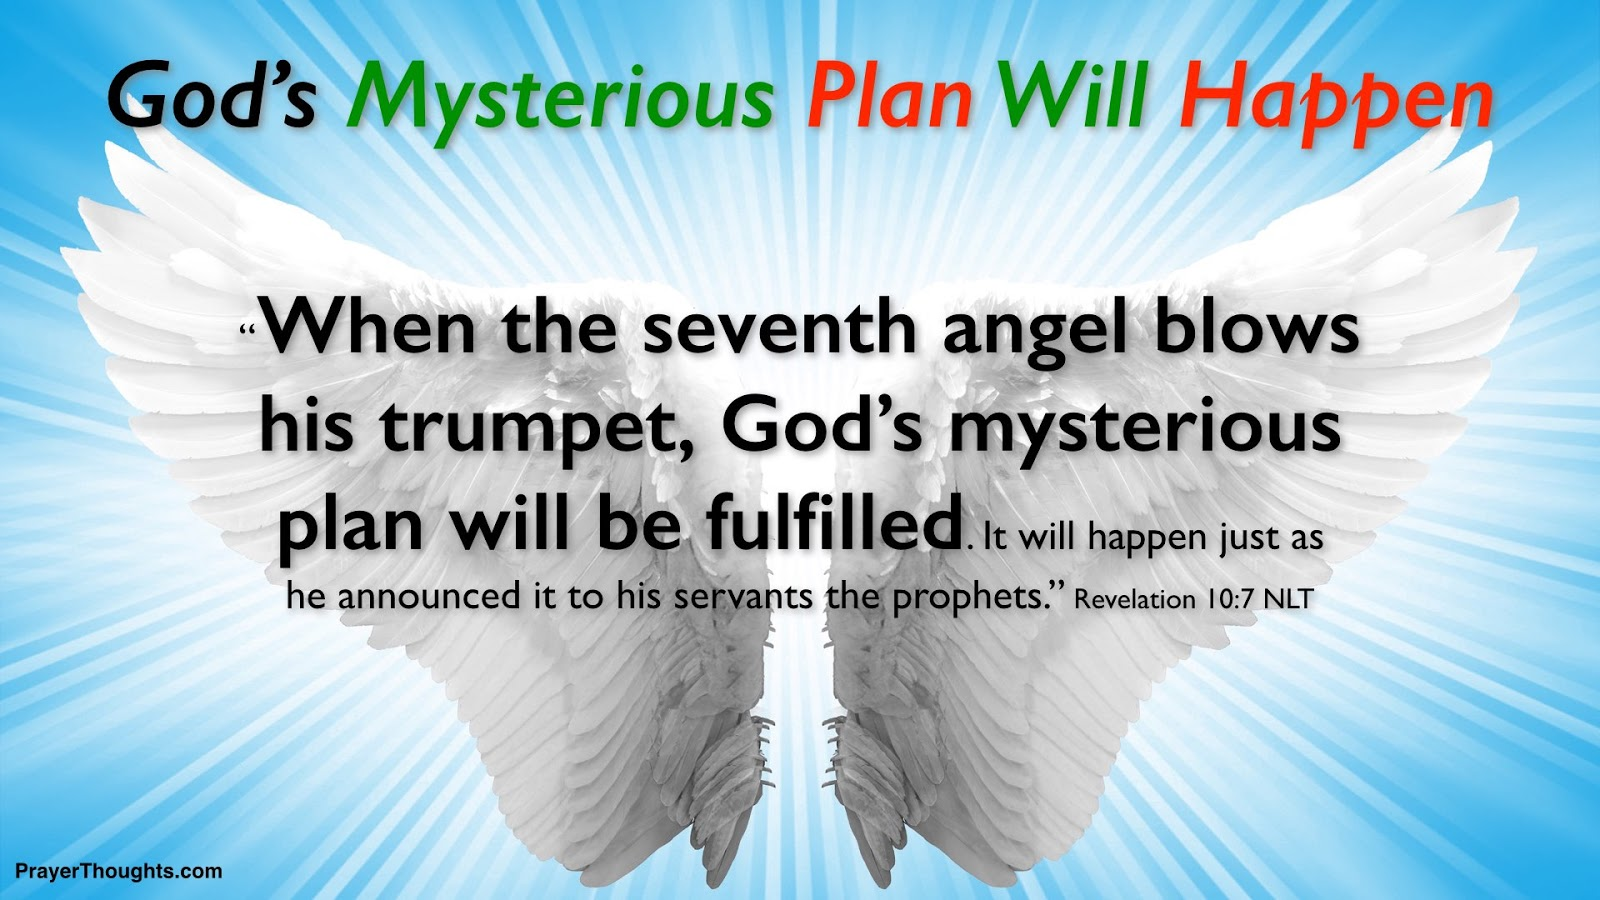 God’s Mysterious Plan Will Happen
“When the seventh angel blows
his trumpet, God’s mysterious
plan will be fulfilled. It will happen just as
he announced it to his servants the prophets.” Revelation 10:7 NLT
PrayerThoughts.com